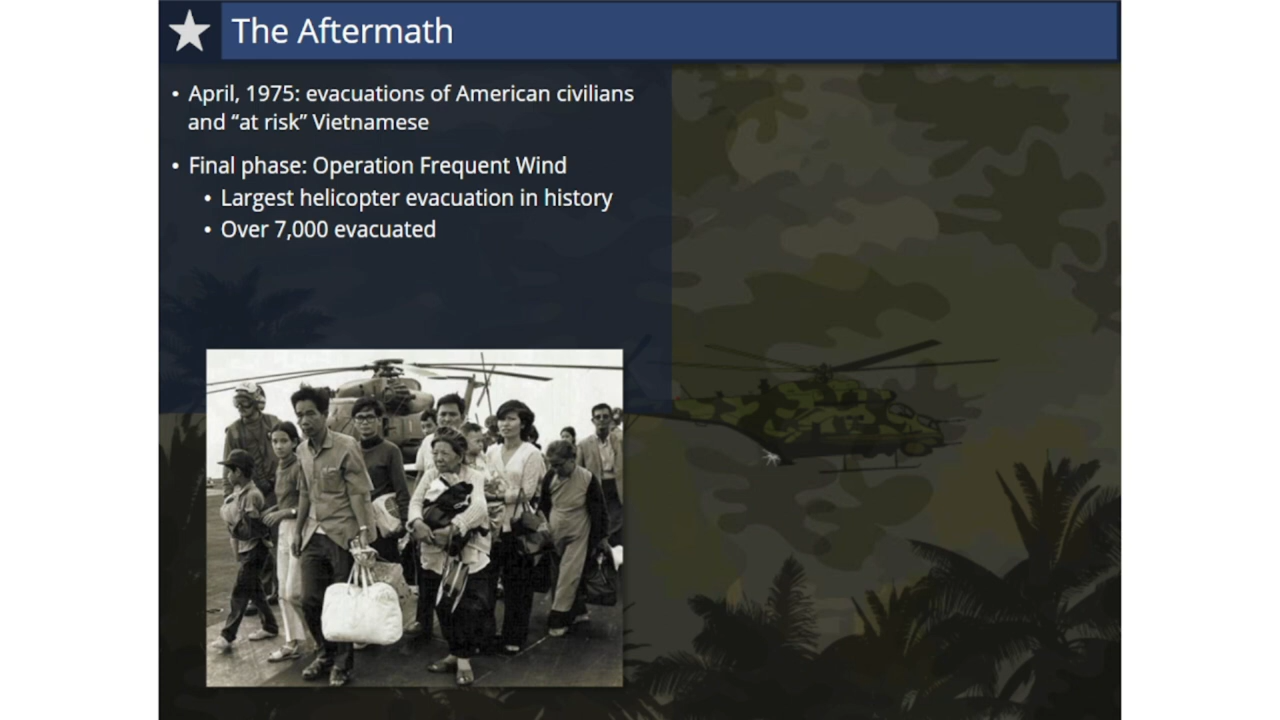 The Aftermath
• April, 1975: evacuations of American civilians
and “at risk” Vietnamese
• Final phase: Operation Frequent Wind
• Largest helicopter evacuation in history
• Over 7,000 evacuated